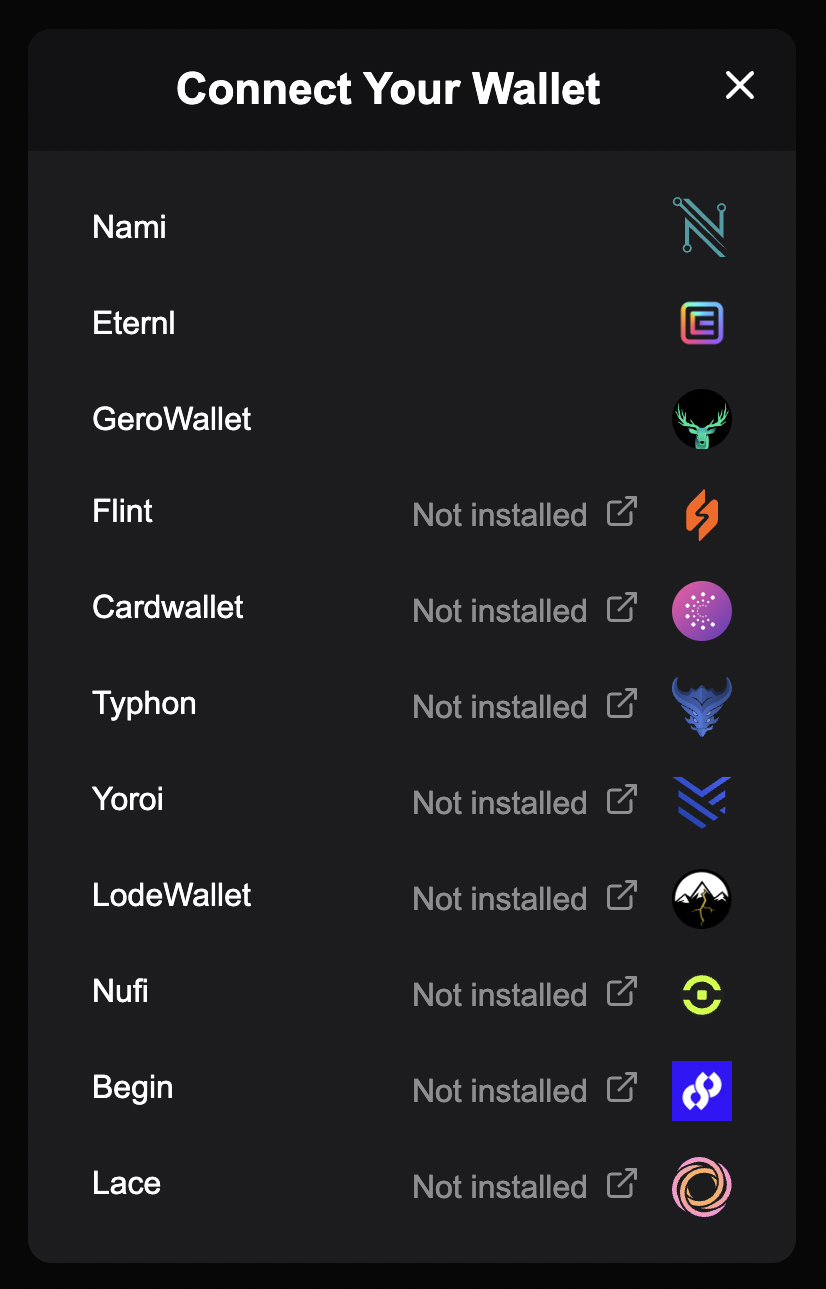 Connect Your Wallet
Nami
Eternl
GeroWallet
Flint Not installed
Cardwallet Not installed
Typhon Not installed
Yoroi Not installed
LodeWallet Not installed
Nufi Not installed
Begin Not installed
Lace Not installed